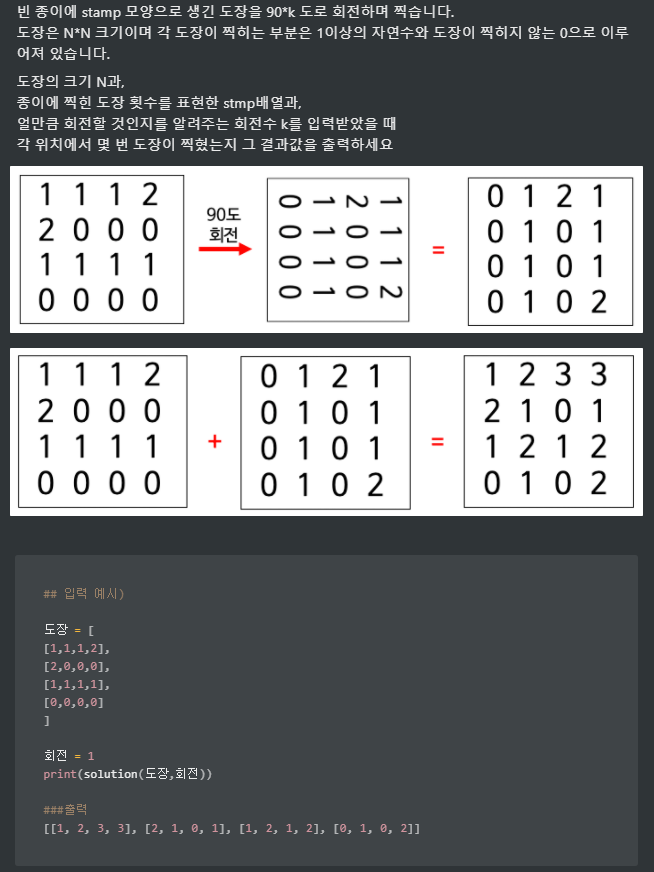 빈 종이에 stamp 모양으로 생긴 도장을 90*k 도로 회전하며 찍습니다.
도장은 N*N 크기이며 각 도장이 찍히는 부분은 1이상의 자연수와 도장이 찍히지 않는 0으로 이루
어져 있습니다.
도장의 크기 N과,
종이에 찍힌 도장 횟수를 표현한 stmp배열과,
얼만큼 회전할 것인지를 알려주는 회전수 k를 입력받았을 때
각 위치에서 몇 번 도장이 찍혔는지 그 결과값을 출력하세요
1 1 1 2
2 0 0 0
1 1 1 1
0 0 0 0
90도
회전
0 1 2 1
0 1 0 1
0 1 0 1
0 1 0 2
=
0 1 2 1
0 1 0 1
0 1 0 1
0 1 0 2
1 1 1 2
2 0 0 0
1 1 1 1
0 0 0 0
+
0 1 2 1
0 1 0 1
0 1 0 1
0 1 0 2
=
1 2 3 3
2 1 0 1
1 2 1 2
0 1 0 2
## 입력 예시)
도장 = [
[1,1,1,2],
[2,0,0,0],
[1,1,1,1],
[0,0,0,0]
]
회전 = 1
print(solution(도장,회전))
###출력
[[1, 2, 3, 3], [2, 1, 0, 1], [1, 2, 1, 2], [0, 1, 0, 2]]